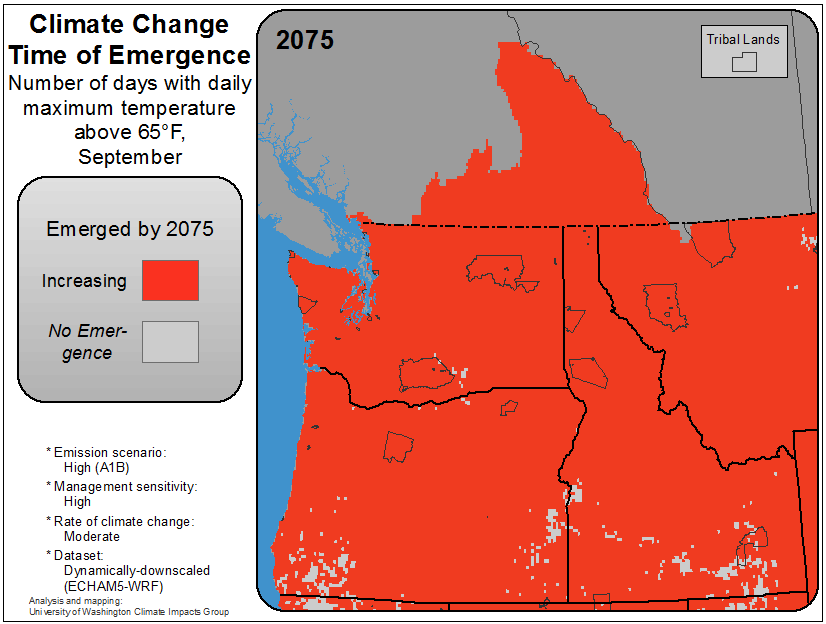 Climate Change
Time of Emergence
Number of days with daily
maximum temperature
above 65°F,
September
Emerged by 2075
Increasing
No Emer-
gence
* Emission scenario:
High (A1B)
* Management sensitivity:
High
* Rate of climate change:
Moderate
* Dataset:
Dynamically-downscaled
(ECHAM5-WRF)
Analysis and mapping:
University of Washington Climate Impacts Group
2075
Tribal Lands